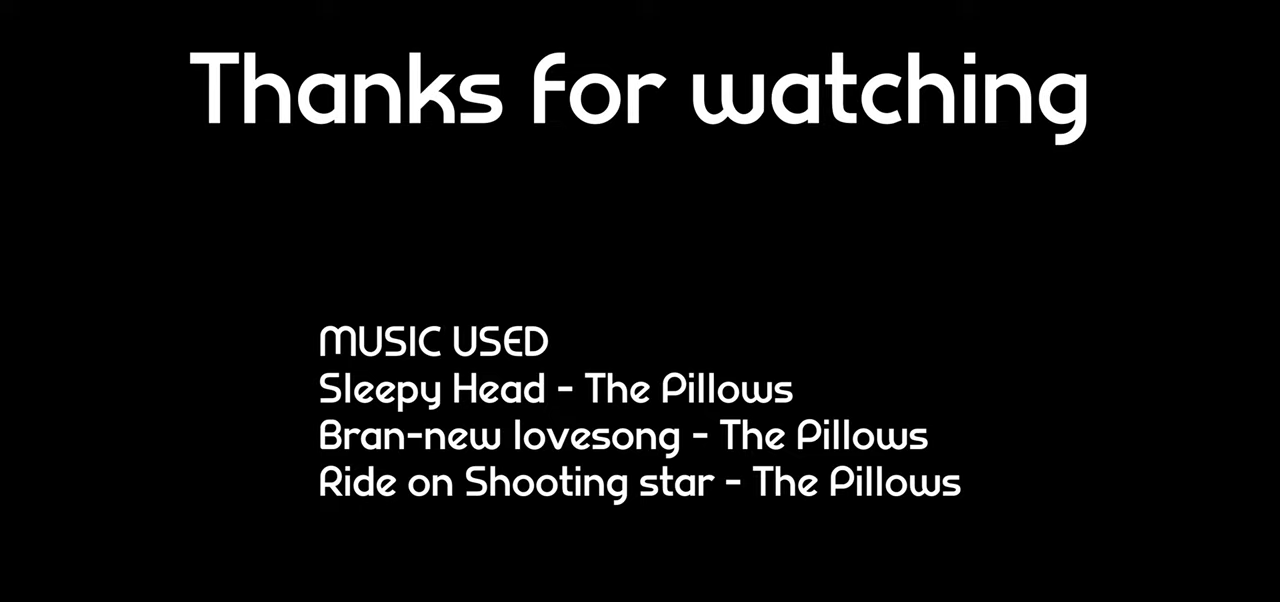 Thanks for watching
MUSIC USED
Sleepy Head - The Pillows
Bran-new lovesong - The Pillows
Ride on Shooting star - The Pillows